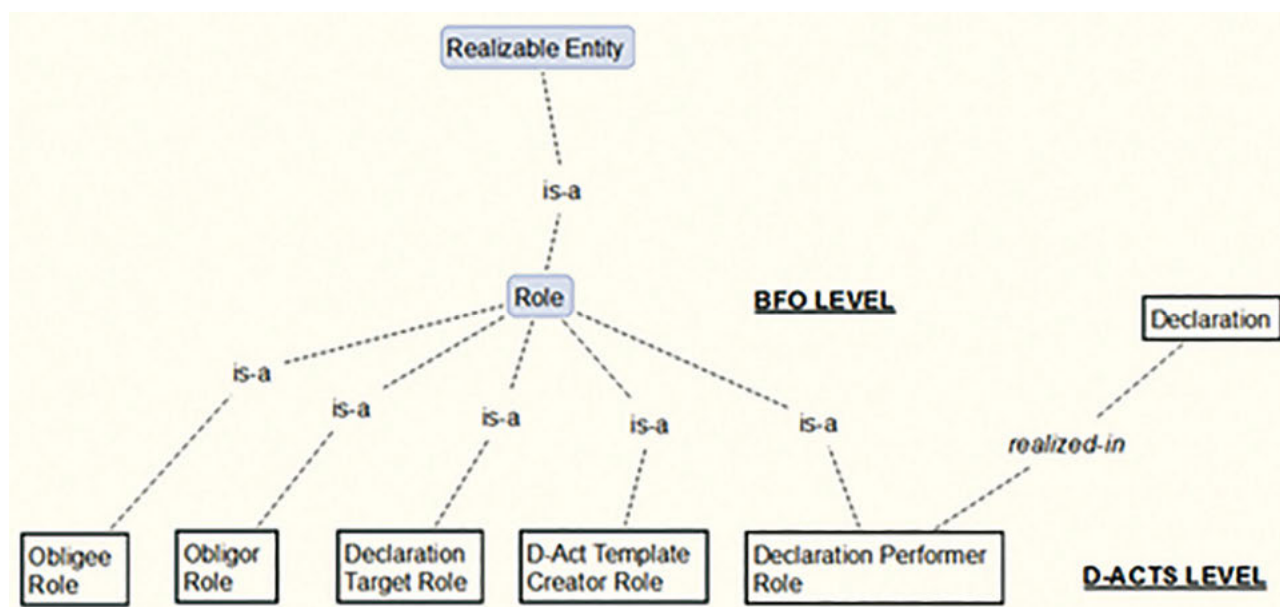 Realizable Entity
is-a
Role
BFO LEVEL
Declaration
is-a
is-a
is-a
is-a
is-a
realized-in
Obligee
Role
Obligor
Role
Declaration
Target Role
D-Act Template
Creator Role
Declaration Performer
Role
D-ACTS LEVEL